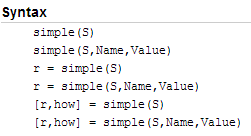 Syntax
simple(S)
simple(S,Name,Value)
r = simple(S)
r = simple(S,Name,Value)
[r,how] = simple(S)
[r,how] = simple(S,Name,Value)